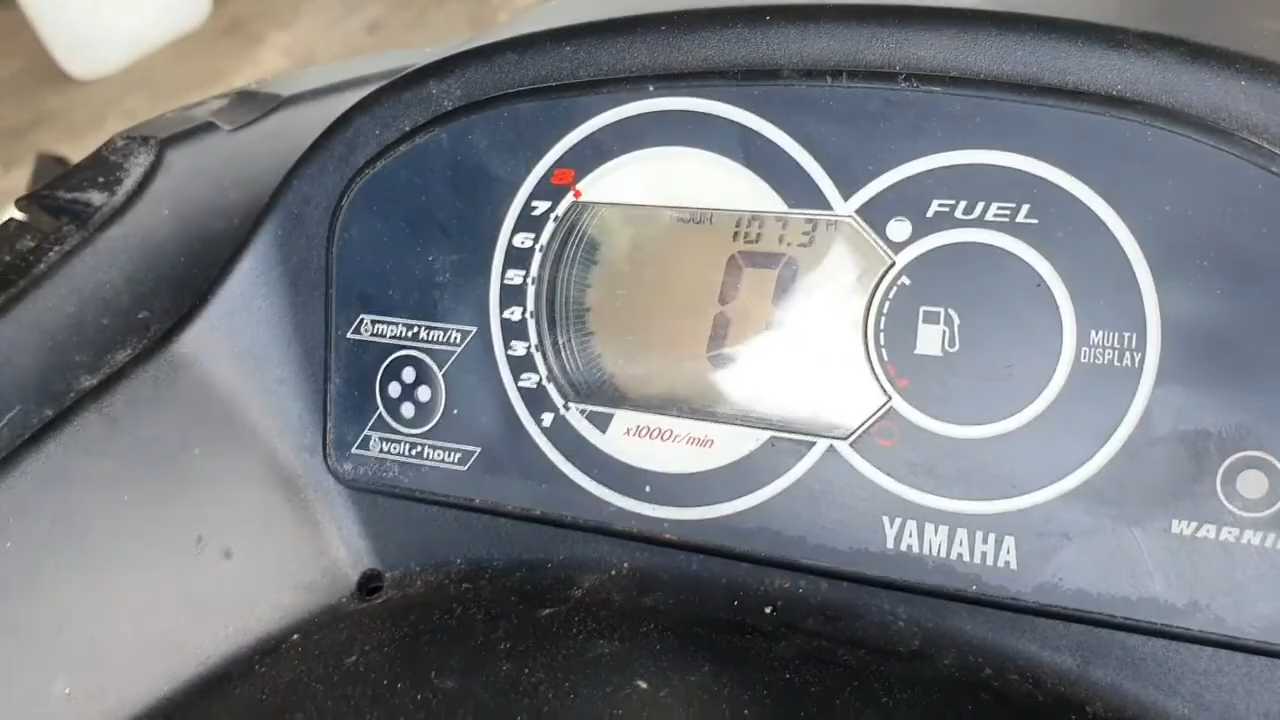 FUEL
8
7
6
5
4
3
2
1
HOUR 107.3 H
0
mph km/h
volt hour
x1000r/min
MULTI
DISPLAY
YAMAHA